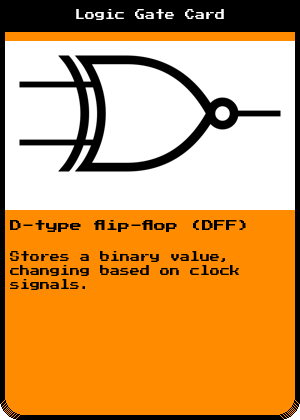 Logic Gate Card
D-type flip-flop (DFF)
Stores a binary value,
changing based on clock
signals.